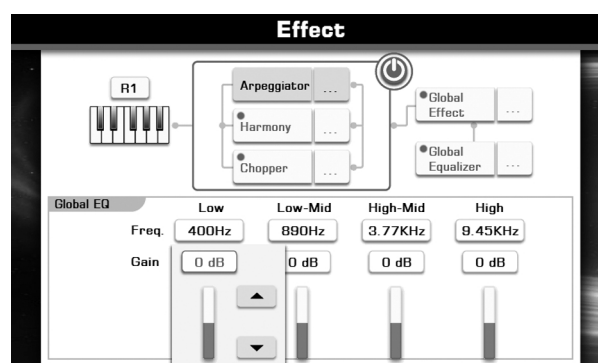 Effect
R1
Arpeggiator ...
Harmony ...
Chopper ...
Global
Effect ...
Global
Equalizer ...
Global EQ
Low Low-Mid High-Mid High
Freq. 400Hz 890Hz 3.77KHz 9.45KHz
Gain 0 dB 0 dB 0 dB 0 dB